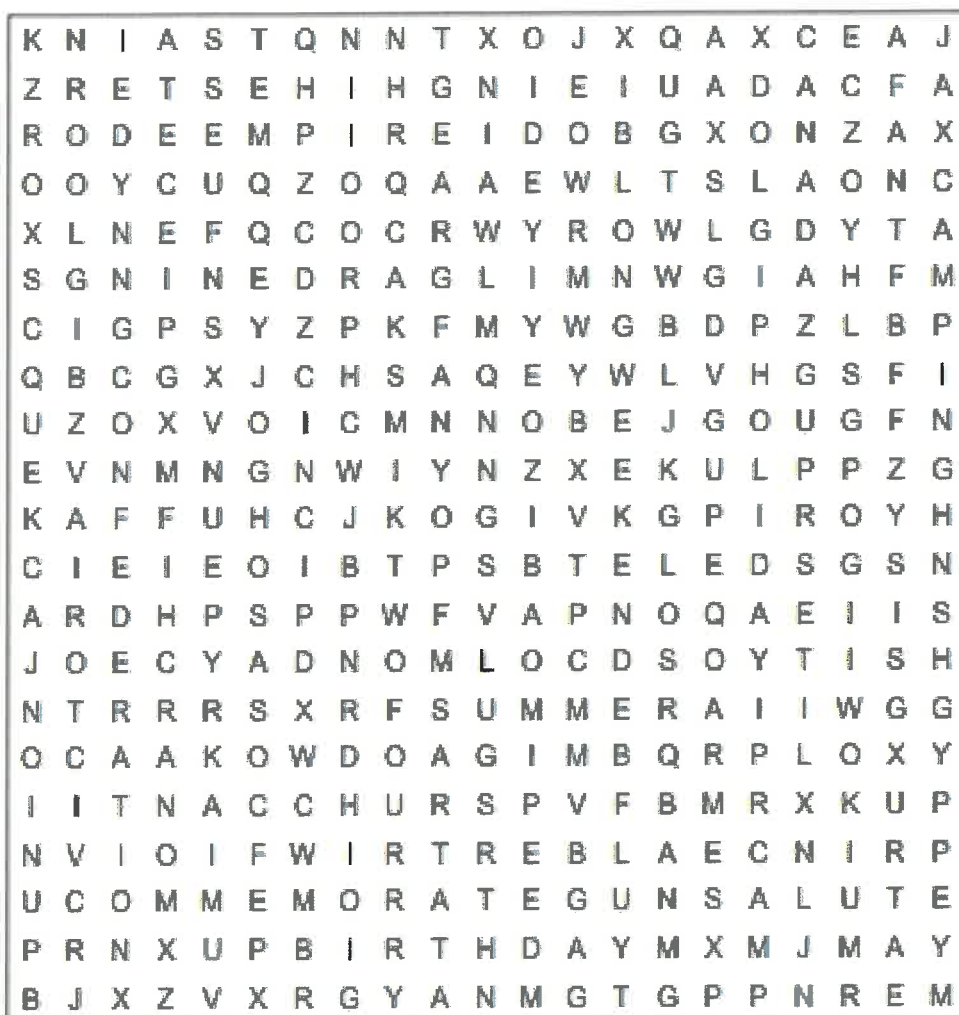 K N I A S T Q N N T X O J X Q A X C E A J
Z R E T S E H I H G N I E I U A D A C F A
R O D E E M P I R E I D O B G X O N Z A X
O O Y C U Q Z O Q A A E W L T S L A O N C
X L N E F Q C O C R W Y R O W L G D Y T A
S G N I N E D R A G L I M N W G I A H F M
C I G P S Y Z P K F M Y W G B D P Z L B P
Q B C G X J C H S A Q E Y W L V H G S F I
U Z O X V O I C M N N O B E J G O U G F N
E V N M N G N W I Y N Z X E K U L P P Z G
K A F F U H C J K O G I V K G P I R O Y H
C I E I E O I B T P S B T E L E D S G S N
A R D H P S P P W F V A P N O Q A E I I S
J O E C Y A D N O M L O C D S O Y T I S H
N T R R R S X R F S U M M E R A I I W G G
O C A A K O W D O A G I M B Q R P L O X Y
I I T N A C C H U R S P V F B M R X K U P
N V I O I F W I R T R E B L A E C N I R P
U C O M M E M O R A T E G U N S A L U T E
P R N X U P B I R T H D A Y M X M J M A Y
B J X Z V X R G Y A N M G T G P P N R E M